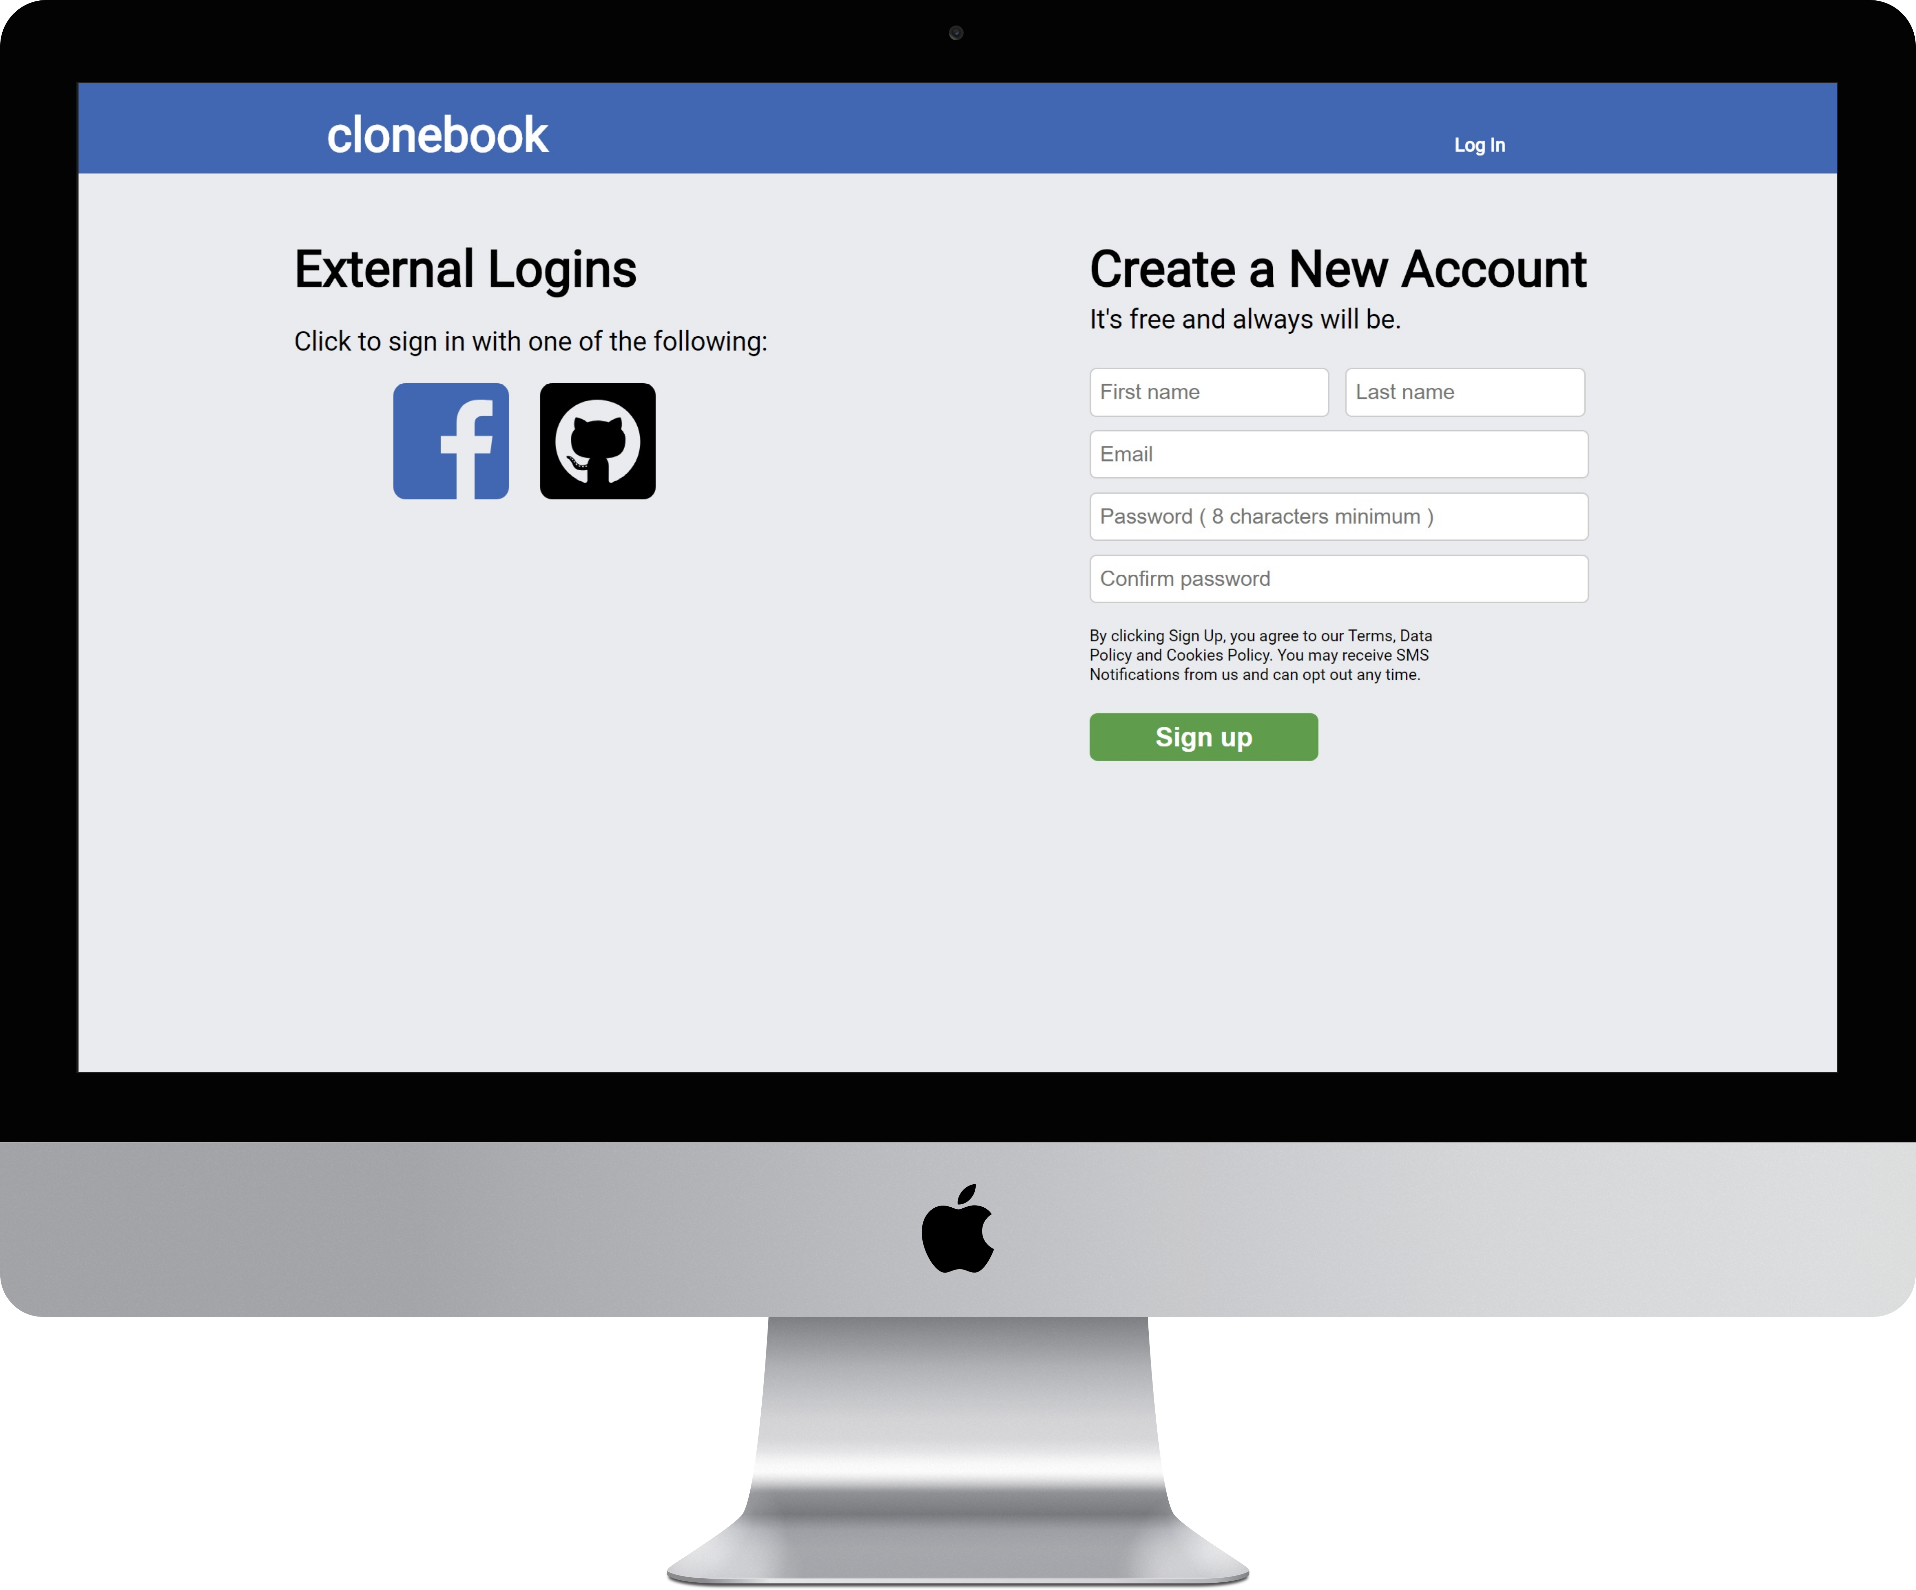 clonebook
Log In
External Logins
Click to sign in with one of the following:
Create a New Account
It's free and always will be.
First name
Last name
Email
Password ( 8 characters minimum )
Confirm password
By clicking Sign Up, you agree to our Terms, Data
Policy and Cookies Policy. You may receive SMS
Notifications from us and can opt out any time.
Sign up